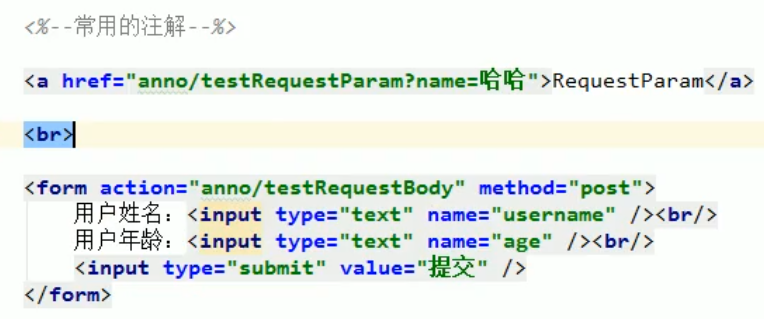 <%--常用的注解--%>
<a href="anno/testRequestParam?name=哈哈">RequestParam</a>
<br>
<form action="anno/testRequestBody" method="post">
用户姓名：<input type="text" name="username" /><br/>
用户年龄：<input type="text" name="age" /><br/>
<input type="submit" value="提交" />
</form>